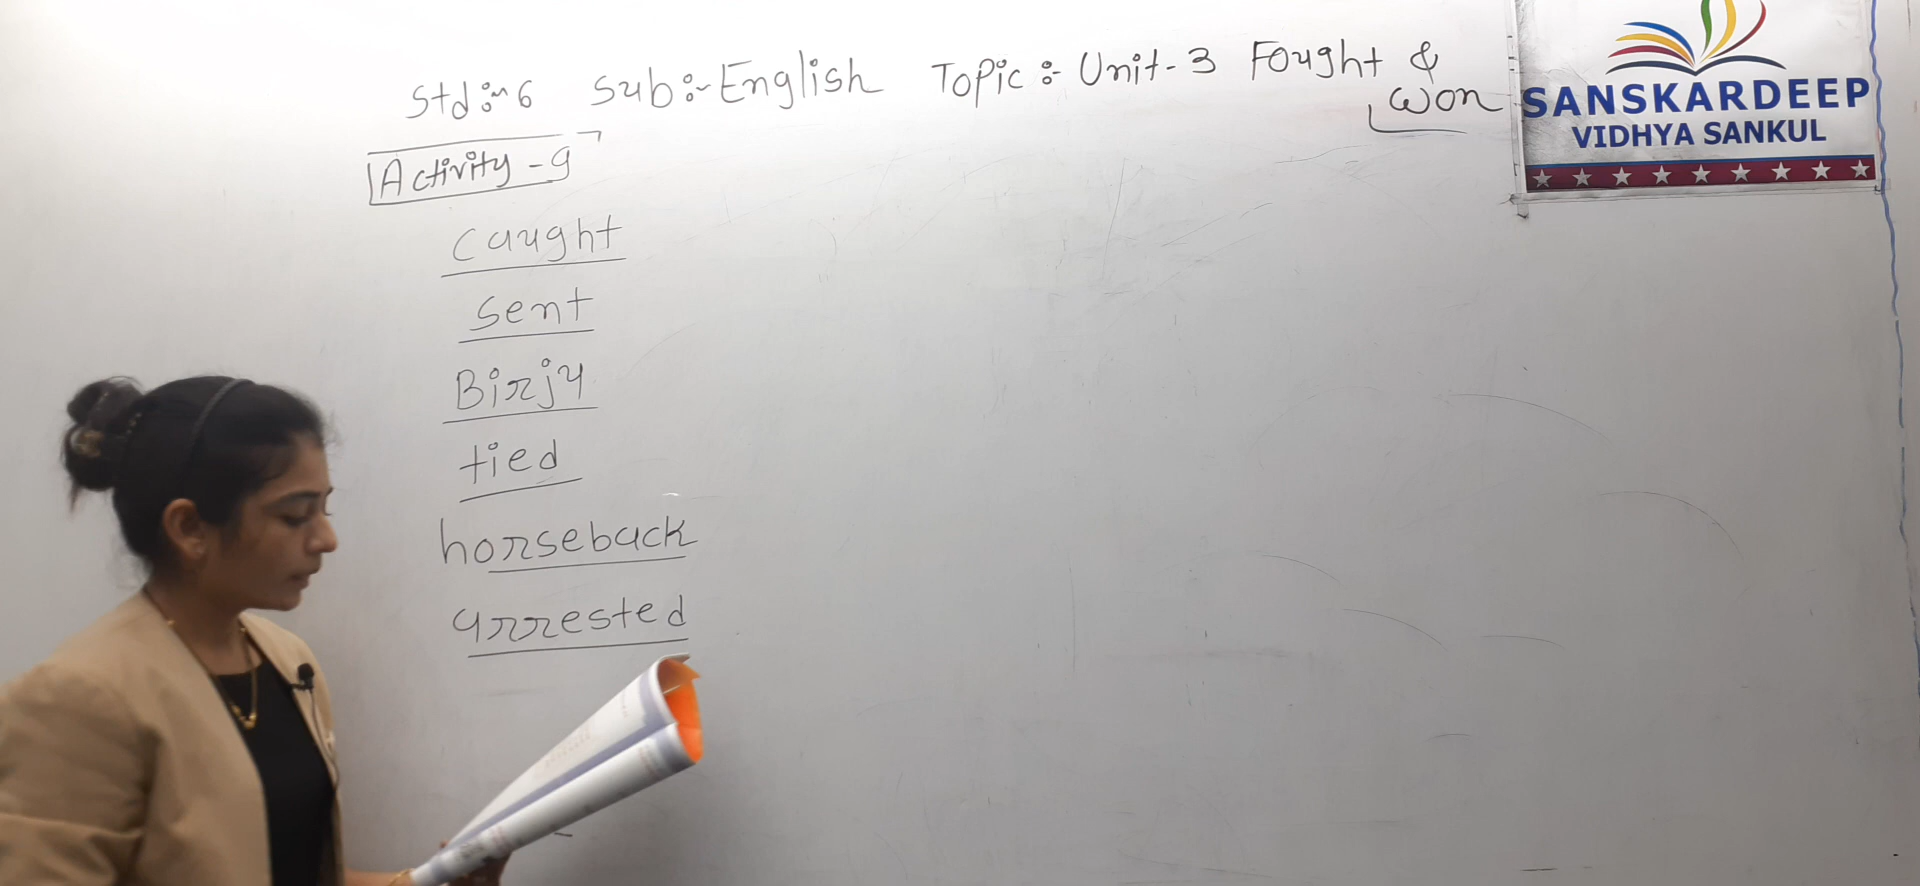 Std:- 6 Sub:- English Topic:- Unit-3 Fought &
won
Activity-9
caught
sent
Birju
tied
horseback
arrested
SANSKARDEEP
VIDHYA SANKUL